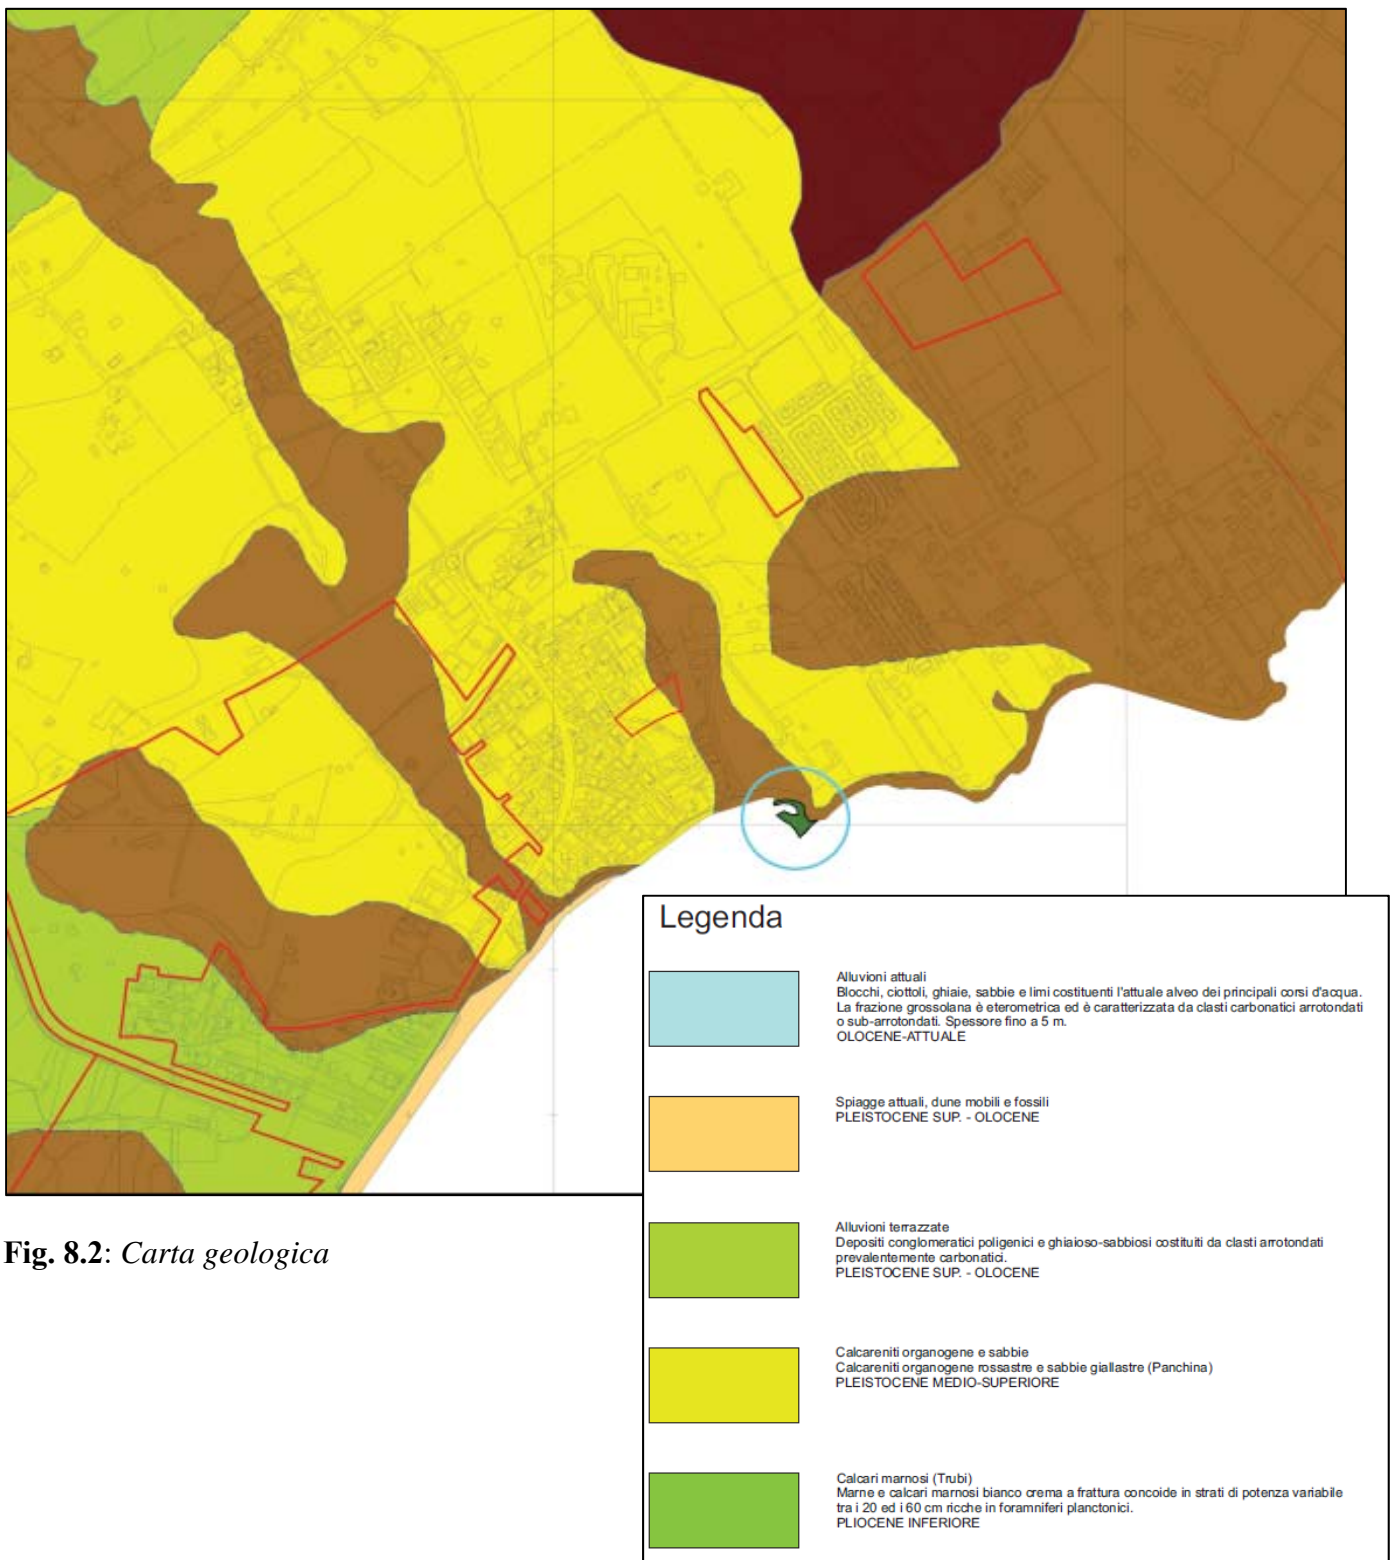 Legenda
Alluvioni attuali
Blocchi, ciottoli, ghiaie, sabbie e limi costituenti l'attuale alveo dei principali corsi d'acqua.
La frazione grossolana è eterometrica ed è caratterizzata da clasti carbonatici arrotondati
o sub-arrotondati. Spessore fino a 5 m.
OLOCENE-ATTUALE
Spiagge attuali, dune mobili e fossili
PLEISTOCENE SUP. - OLOCENE
Alluvioni terrazzate
Depositi conglomeratici poligenici e ghiaioso-sabbiosi costituiti da clasti arrotondati
prevalentemente carbonatici.
PLEISTOCENE SUP. - OLOCENE
Calcareniti organogene e sabbie
Calcareniti organogene rossastre e sabbie giallastre (Panchina)
PLEISTOCENE MEDIO-SUPERIORE
Calcari marnosi (Trubi)
Marne e calcari marnosi bianco crema a frattura concoide in strati di potenza variabile
tra i 20 ed i 60 cm ricche in foramniferi planctonici.
PLIOCENE INFERIORE
Fig. 8.2: Carta geologica